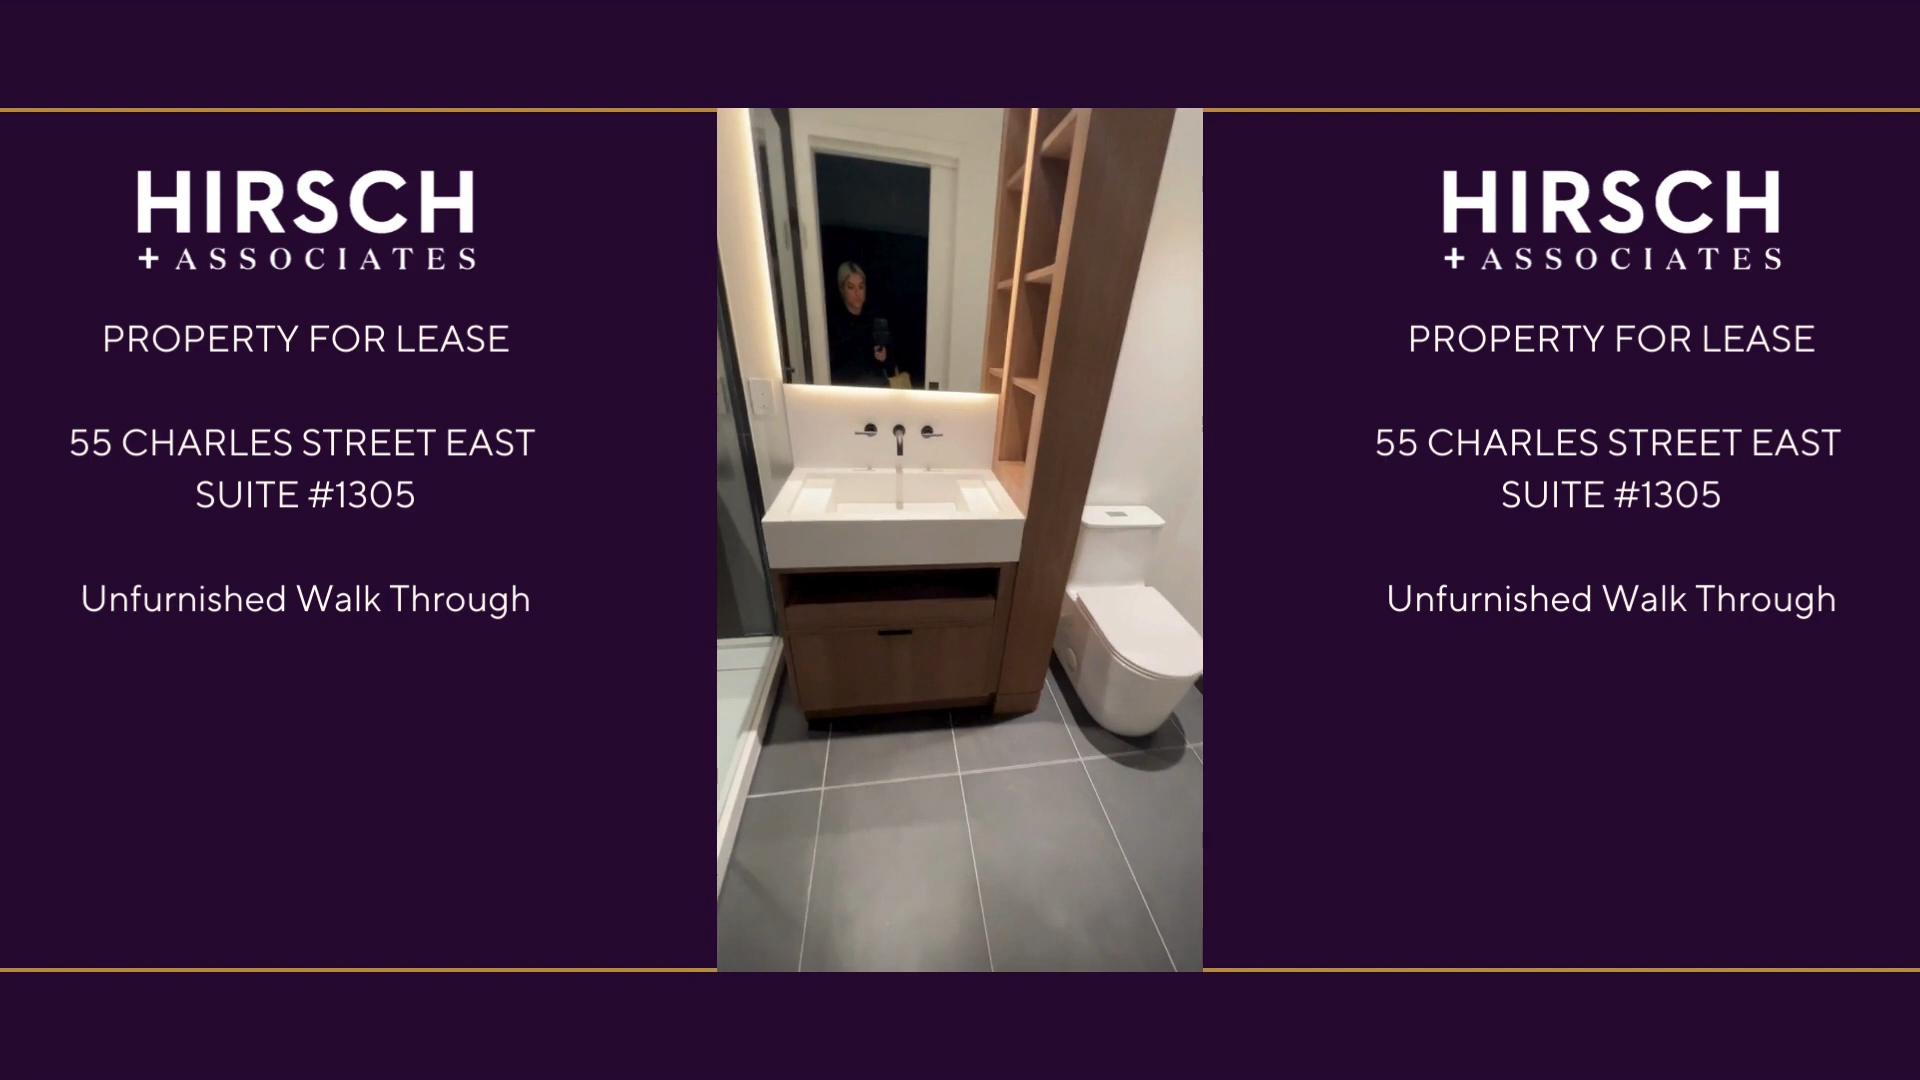 HIRSCH
+ ASSOCIATES
PROPERTY FOR LEASE
55 CHARLES STREET EAST
SUITE #1305
Unfurnished Walk Through
HIRSCH
+ ASSOCIATES
PROPERTY FOR LEASE
55 CHARLES STREET EAST
SUITE #1305
Unfurnished Walk Through